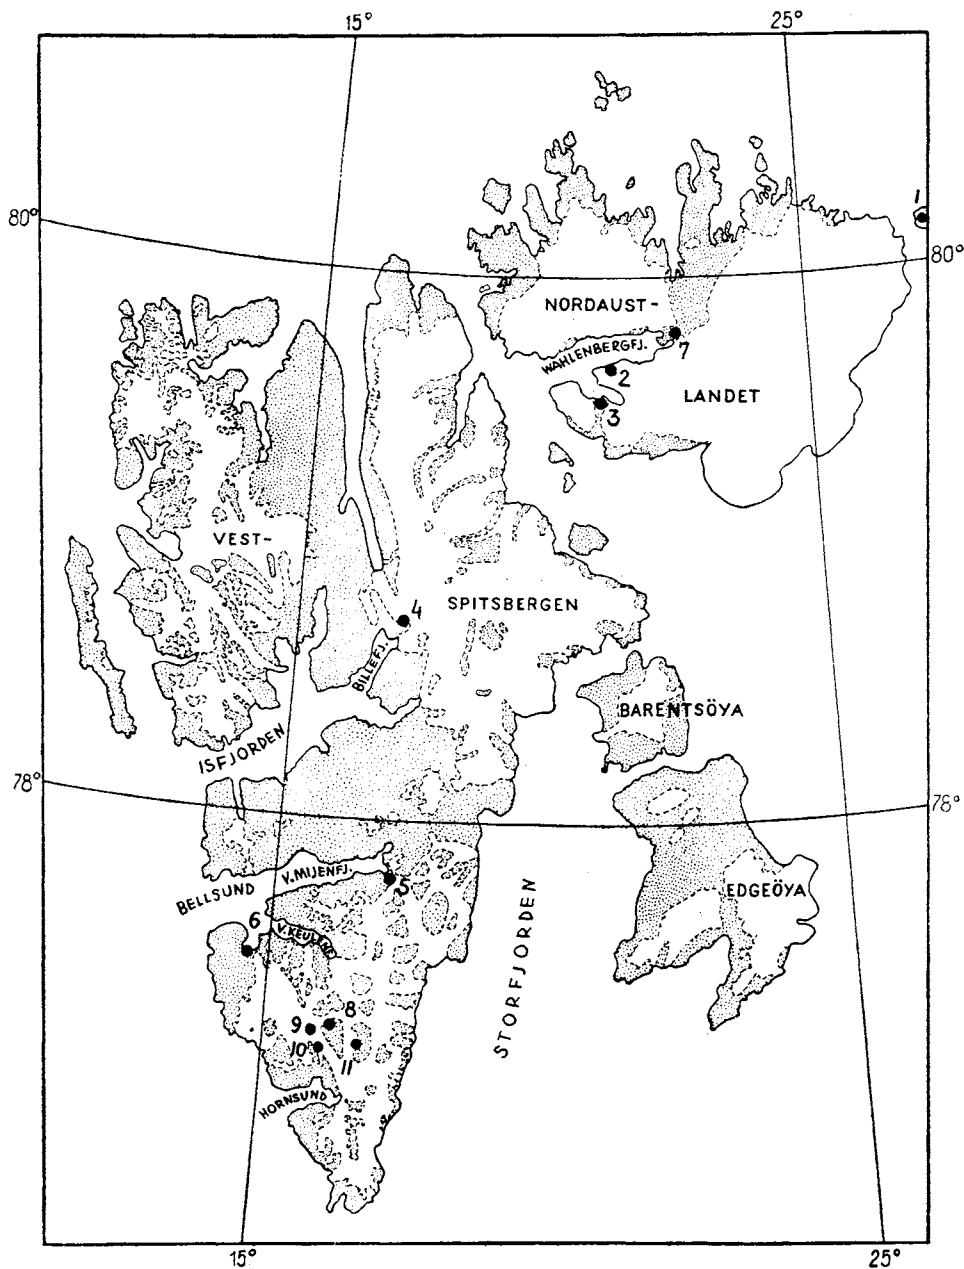 15° 25°
1
80° 80°
NORDAUST-
WAHLENBERGFJ. 7
2
LANDET
3
VEST-
4
SPITSBERGEN
BILLEFJ.
BARENTSÖYA
ISFJORDEN
78° 78°
V.MIJENFJ. 5
BELLSUND EDGEÖYA
6
V.KEULENF.
STORFJORDEN
9 8
10 11
HORNSUND
15° 25°